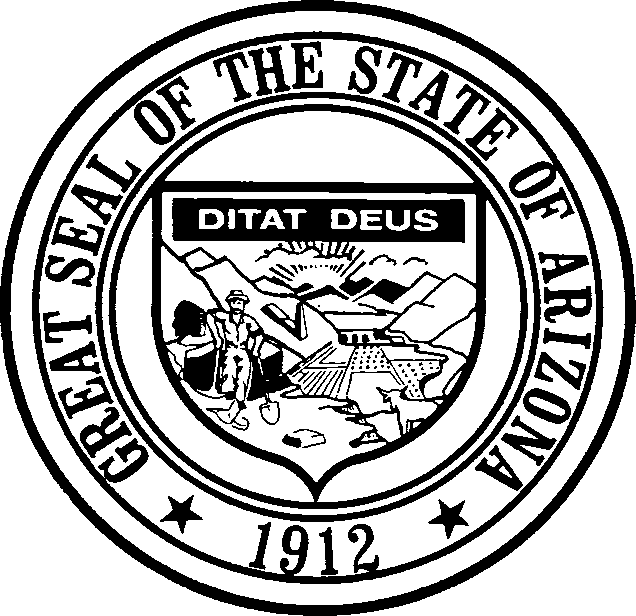 GREAT SEAL OF THE STATE OF ARIZONA
DITAT DEUS
1912